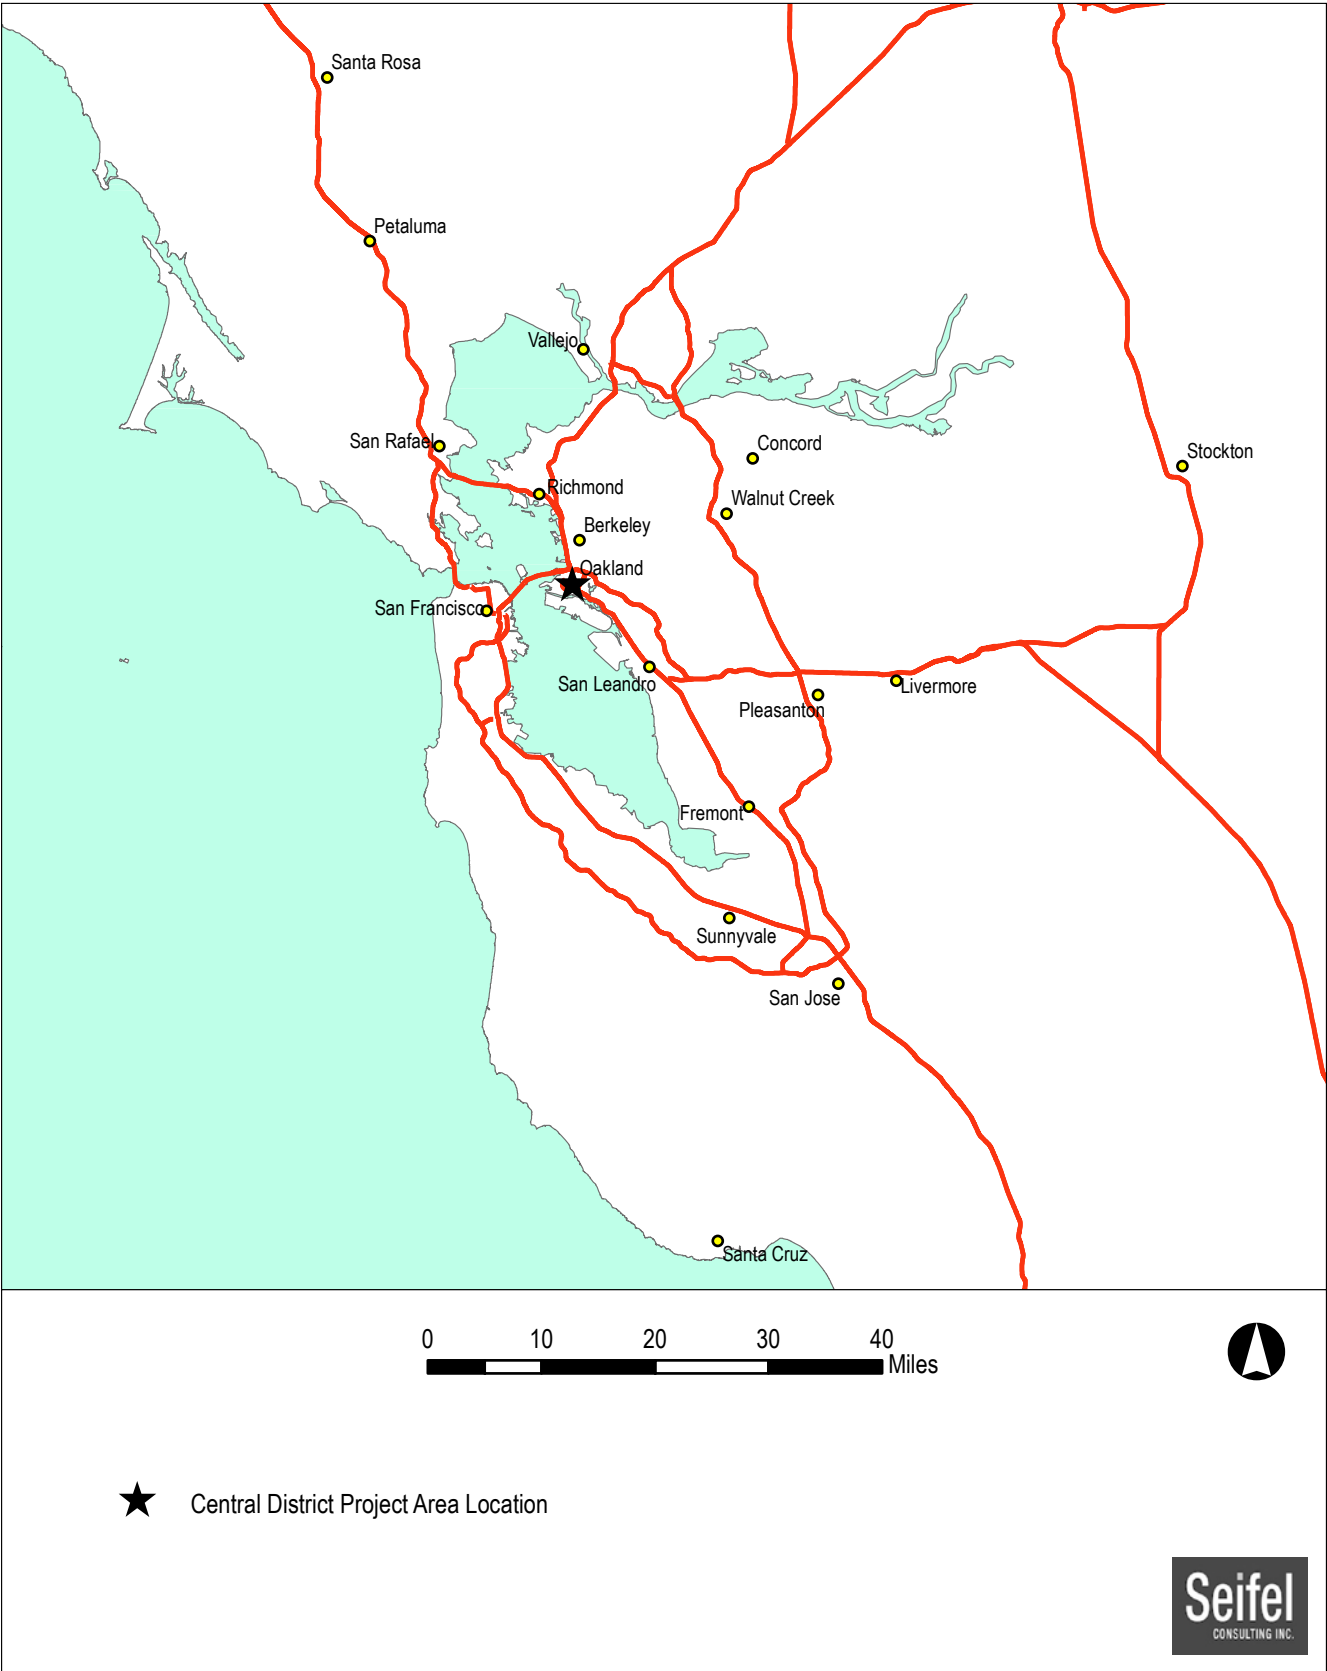 Santa Rosa
Petaluma
Vallejo
San Rafael
Concord
Stockton
Richmond
Walnut Creek
Berkeley
Oakland
San Francisco
San Leandro
Livermore
Pleasanton
Fremont
Sunnyvale
San Jose
Santa Cruz
0 10 20 30 40
Miles
Central District Project Area Location
Seifel
CONSULTING INC.